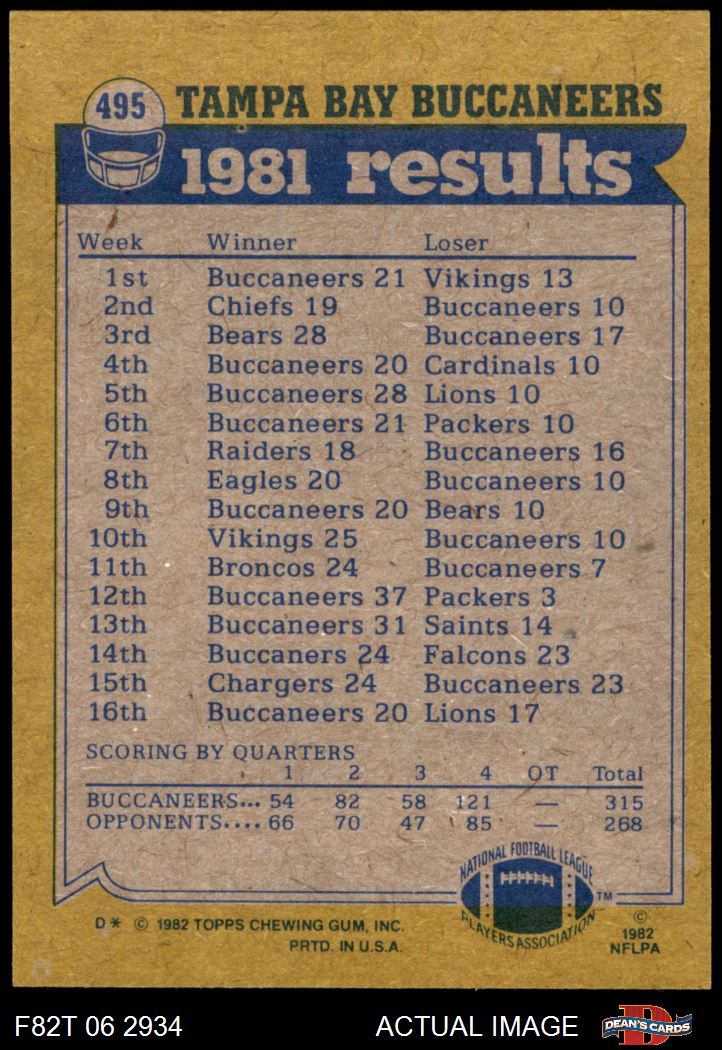 495 TAMPA BAY BUCCANEERS
1981 results
Week Winner Loser
1st Buccaneers 21 Vikings 13
2nd Chiefs 19 Buccaneers 10
3rd Bears 28 Buccaneers 17
4th Buccaneers 20 Cardinals 10
5th Buccaneers 28 Lions 10
6th Buccaneers 21 Packers 10
7th Raiders 18 Buccaneers 16
8th Eagles 20 Buccaneers 10
9th Buccaneers 20 Bears 10
10th Vikings 25 Buccaneers 10
11th Broncos 24 Buccaneers 7
12th Buccaneers 37 Packers 3
13th Buccaneers 31 Saints 14
14th Buccaners 24 Falcons 23
15th Chargers 24 Buccaneers 23
16th Buccaneers 20 Lions 17
SCORING BY QUARTERS
1 2 3 4 OT Total
BUCCANEERS... 54 82 58 121 — 315
OPPONENTS.... 66 70 47 85 — 268
NATIONAL FOOTBALL LEAGUE
PLAYERS ASSOCIATION
TM
D* © 1982 TOPPS CHEWING GUM, INC.
PRTD. IN U.S.A.
©
1982
NFLPA
F82T 06 2934 ACTUAL IMAGE
D
DEAN'S CARDS